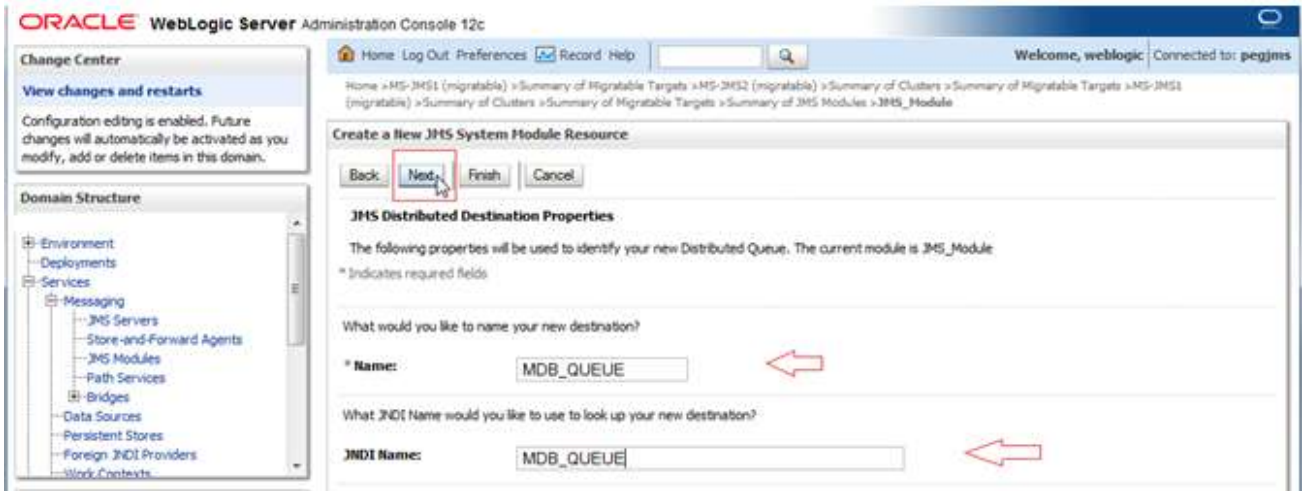 ORACLE WebLogic Server Administration Console 12c
Change Center
View changes and restarts
Configuration editing is enabled. Future
changes will automatically be activated as you
modify, add or delete items in this domain.
Domain Structure
Environment
Deployments
Services
Messaging
JMS Servers
Store-and-Forward Agents
JMS Modules
Path Services
Bridges
Data Sources
Persistent Stores
Foreign JNDI Providers
Work Contexts
Home Log Out Preferences Record Help
Welcome, weblogic Connected to: pegjms
Home >MS-JMS1 (migratable) >Summary of Migratable Targets >MS-JMS2 (migratable) >Summary of Clusters >Summary of Migratable Targets >MS-JMS1
(migratable) >Summary of Clusters >Summary of Migratable Targets >Summary of JMS Modules >JMS_Module
Create a New JMS System Module Resource
Back Next Finish Cancel
JMS Distributed Destination Properties
The following properties will be used to identify your new Distributed Queue. The current module is JMS_Module
* Indicates required fields
What would you like to name your new destination?
* Name: MDB_QUEUE
What JNDI Name would you like to use to look up your new destination?
JNDI Name: MDB_QUEUE